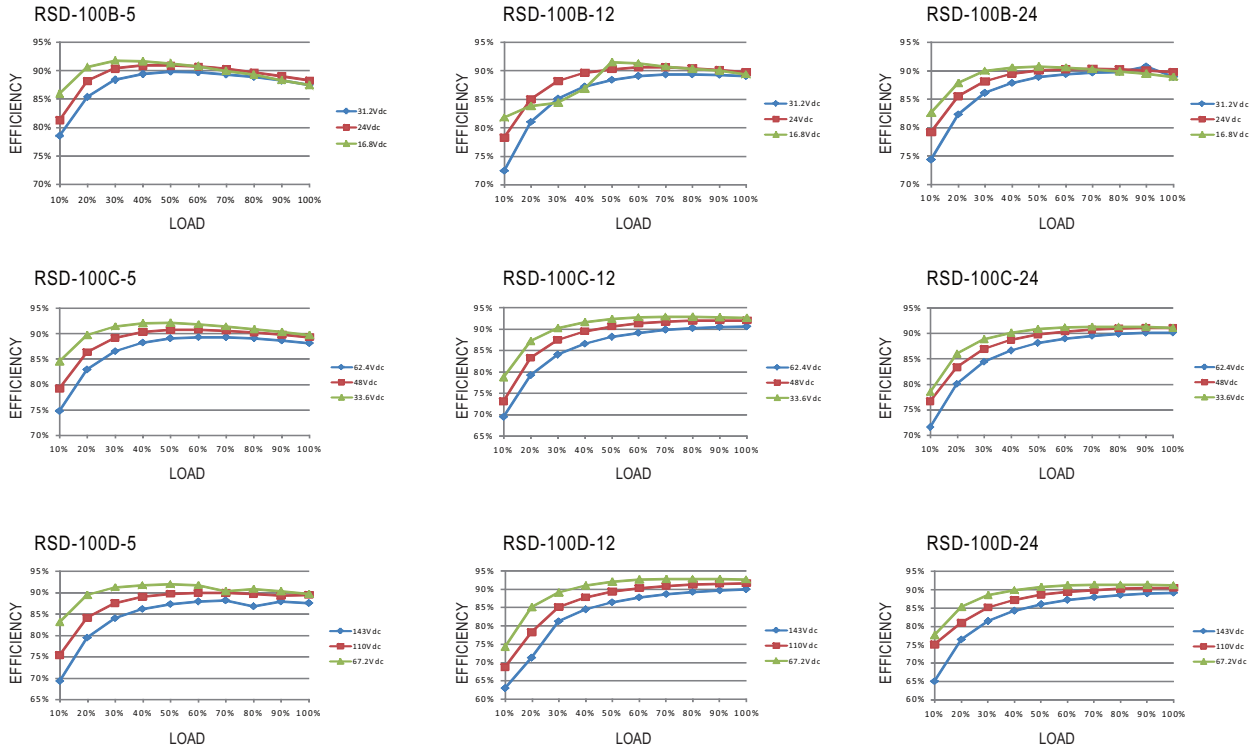 RSD-100B-5
EFFICIENCY
95%
90%
85%
80%
75%
70%
10% 20% 30% 40% 50% 60% 70% 80% 90% 100%
LOAD
31.2Vdc
24Vdc
16.8Vdc
RSD-100B-12
EFFICIENCY
95%
90%
85%
80%
75%
70%
10% 20% 30% 40% 50% 60% 70% 80% 90% 100%
LOAD
31.2Vdc
24Vdc
16.8Vdc
RSD-100B-24
EFFICIENCY
95%
90%
85%
80%
75%
70%
10% 20% 30% 40% 50% 60% 70% 80% 90% 100%
LOAD
31.2Vdc
24Vdc
16.8Vdc
RSD-100C-5
EFFICIENCY
95%
90%
85%
80%
75%
70%
10% 20% 30% 40% 50% 60% 70% 80% 90% 100%
LOAD
62.4Vdc
48Vdc
33.6Vdc
RSD-100C-12
EFFICIENCY
95%
90%
85%
80%
75%
70%
65%
10% 20% 30% 40% 50% 60% 70% 80% 90% 100%
LOAD
62.4Vdc
48Vdc
33.6Vdc
RSD-100C-24
EFFICIENCY
95%
90%
85%
80%
75%
70%
10% 20% 30% 40% 50% 60% 70% 80% 90% 100%
LOAD
62.4Vdc
48Vdc
33.6Vdc
RSD-100D-5
EFFICIENCY
95%
90%
85%
80%
75%
70%
65%
10% 20% 30% 40% 50% 60% 70% 80% 90% 100%
LOAD
143Vdc
110Vdc
67.2Vdc
RSD-100D-12
EFFICIENCY
95%
90%
85%
80%
75%
70%
65%
60%
10% 20% 30% 40% 50% 60% 70% 80% 90% 100%
LOAD
143Vdc
110Vdc
67.2Vdc
RSD-100D-24
EFFICIENCY
95%
90%
85%
80%
75%
70%
65%
60%
10% 20% 30% 40% 50% 60% 70% 80% 90% 100%
LOAD
143Vdc
110Vdc
67.2Vdc